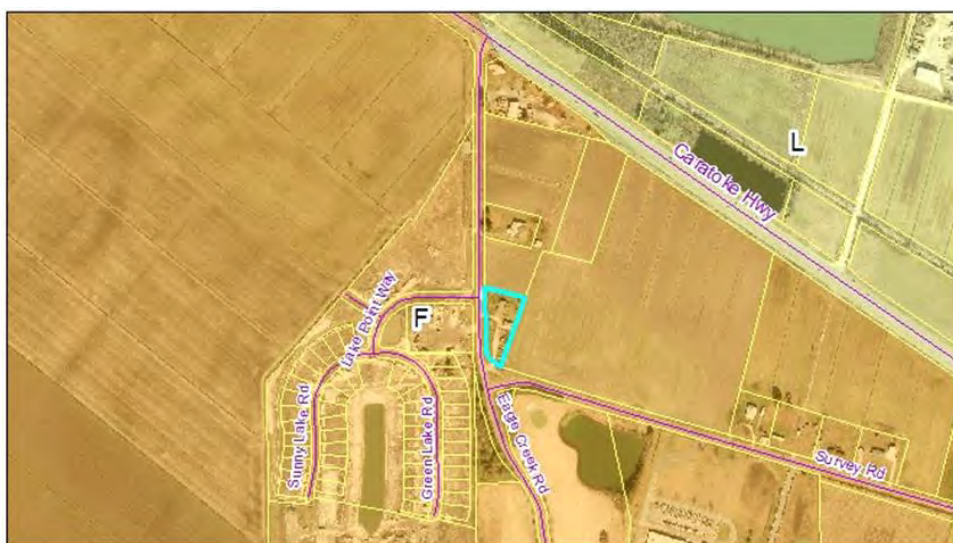 L
Caratoke Hwy
Lake Point Way
F
Sunny Lake Rd
Green Lake Rd
Eagle Creek Rd
Survey Rd